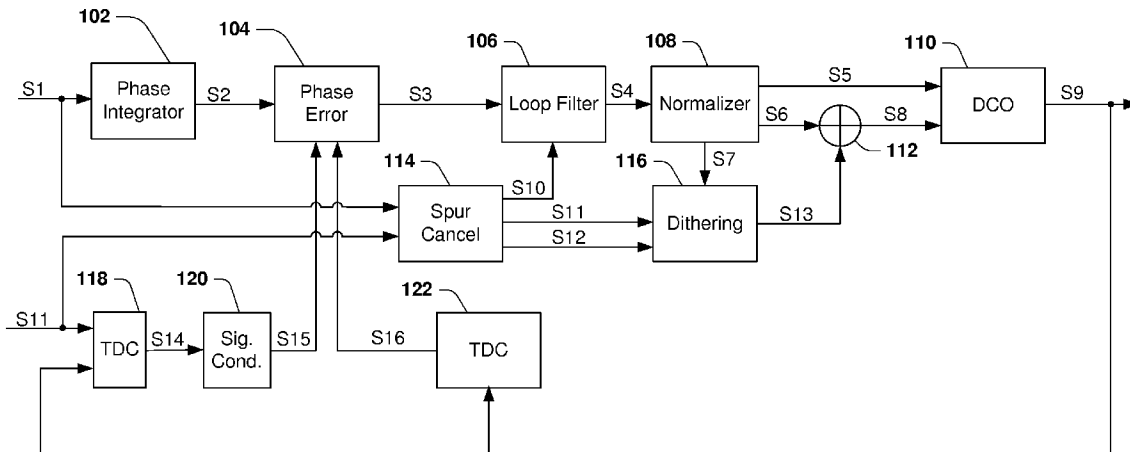 102
104
106
108
110
S1
Phase
Integrator
S2
Phase
Error
S3
Loop Filter
S4
Normalizer
S5
S6
S8
DCO
S9
112
S7
114
116
S10
Spur
Cancel
S11
S12
Dithering
S13
118
120
122
S11
TDC
S14
Sig.
Cond.
S15
S16
TDC